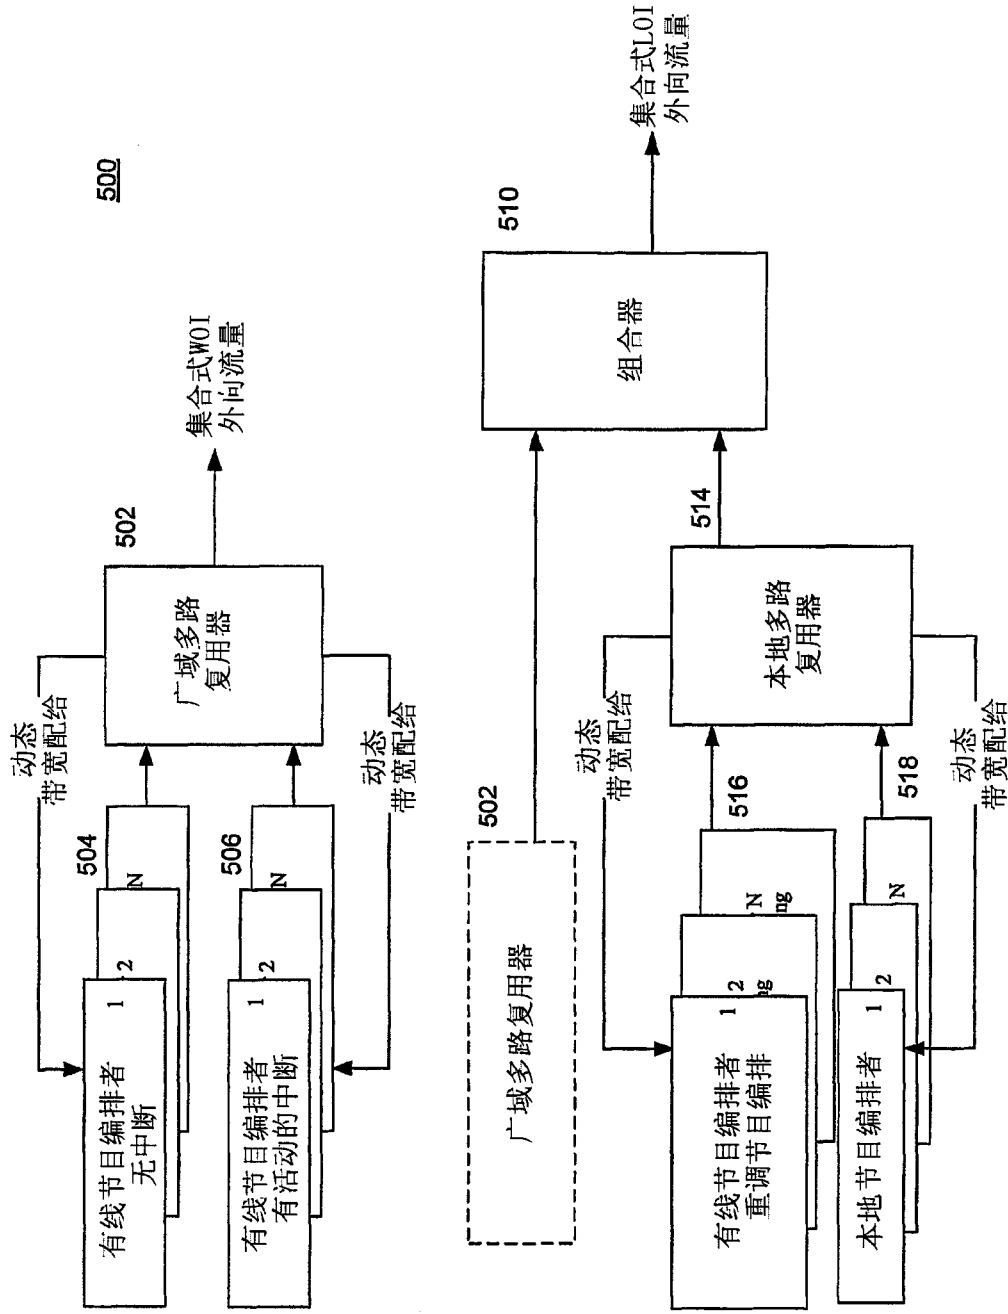 500
集合式WOI
外向流量
502
广域多路
复用器
动态
带宽配给
动态
带宽配给
504
N
2
1
有线节目编排者
无中断
506
N
2
1
有线节目编排者
有活动的中断
集合式LOI
外向流量
510
组合器
502
广域多路复用器
514
本地多路
复用器
动态
带宽配给
动态
带宽配给
516
N
ng
2
ng
1
有线节目编排者
重调节目编排
518
N
2
1
本地节目编排者